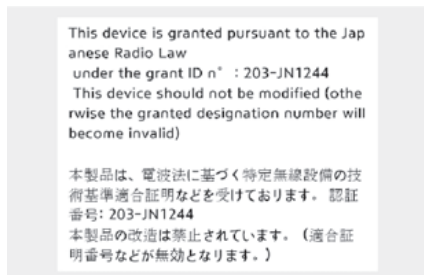 This device is granted pursuant to the Jap
anese Radio Law
under the grant ID n° : 203-JN1244
This device should not be modified (othe
rwise the granted designation number will
become invalid)
本製品は、電波法に基づく特定無線設備の技
術基準適合証明などを受けております。 認証
番号: 203-JN1244
本製品の改造は禁止されています。 (適合証
明番号などが無効となります。)